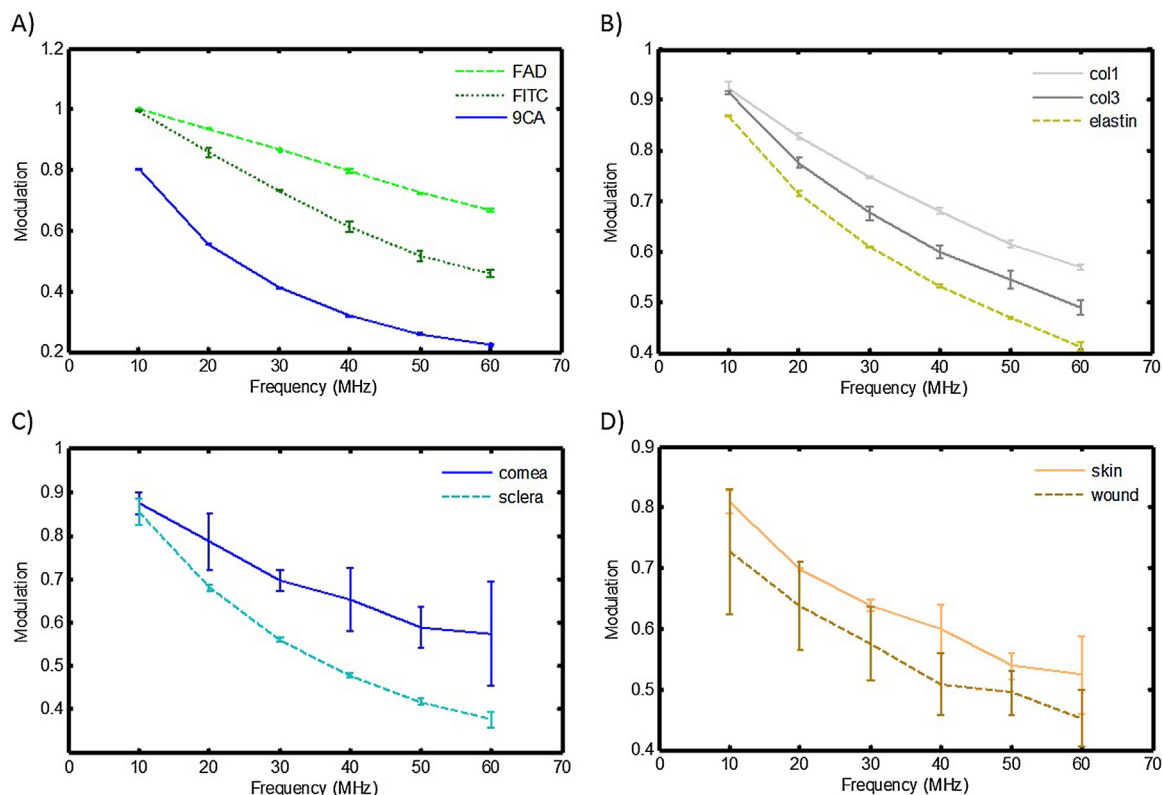 A)
1.2
1
0.8
0.6
0.4
0.2
Modulation
FAD
FITC
9CA
0 10 20 30 40 50 60 70
Frequency (MHz)
B)
1
0.9
0.8
0.7
0.6
0.5
0.4
Modulation
col1
col3
elastin
0 10 20 30 40 50 60 70
Frequency (MHz)
C)
1
0.9
0.8
0.7
0.6
0.5
0.4
Modulation
cornea
sclera
0 10 20 30 40 50 60 70
Frequency (MHz)
D)
0.9
0.8
0.7
0.6
0.5
0.4
Modulation
skin
wound
0 10 20 30 40 50 60 70
Frequency (MHz)